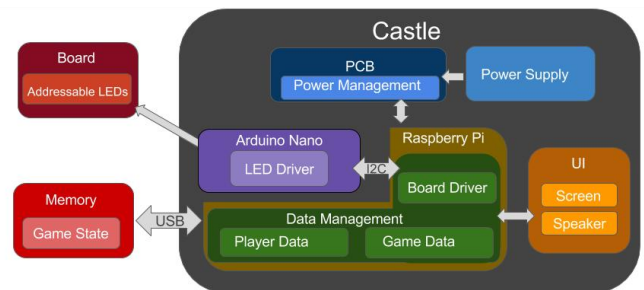 Castle
Board
Addressable LEDs
PCB
Power Management
Power Supply
Arduino Nano
LED Driver
I2C
Raspberry Pi
Board Driver
UI
Screen
Speaker
Memory
Game State
USB
Data Management
Player Data
Game Data